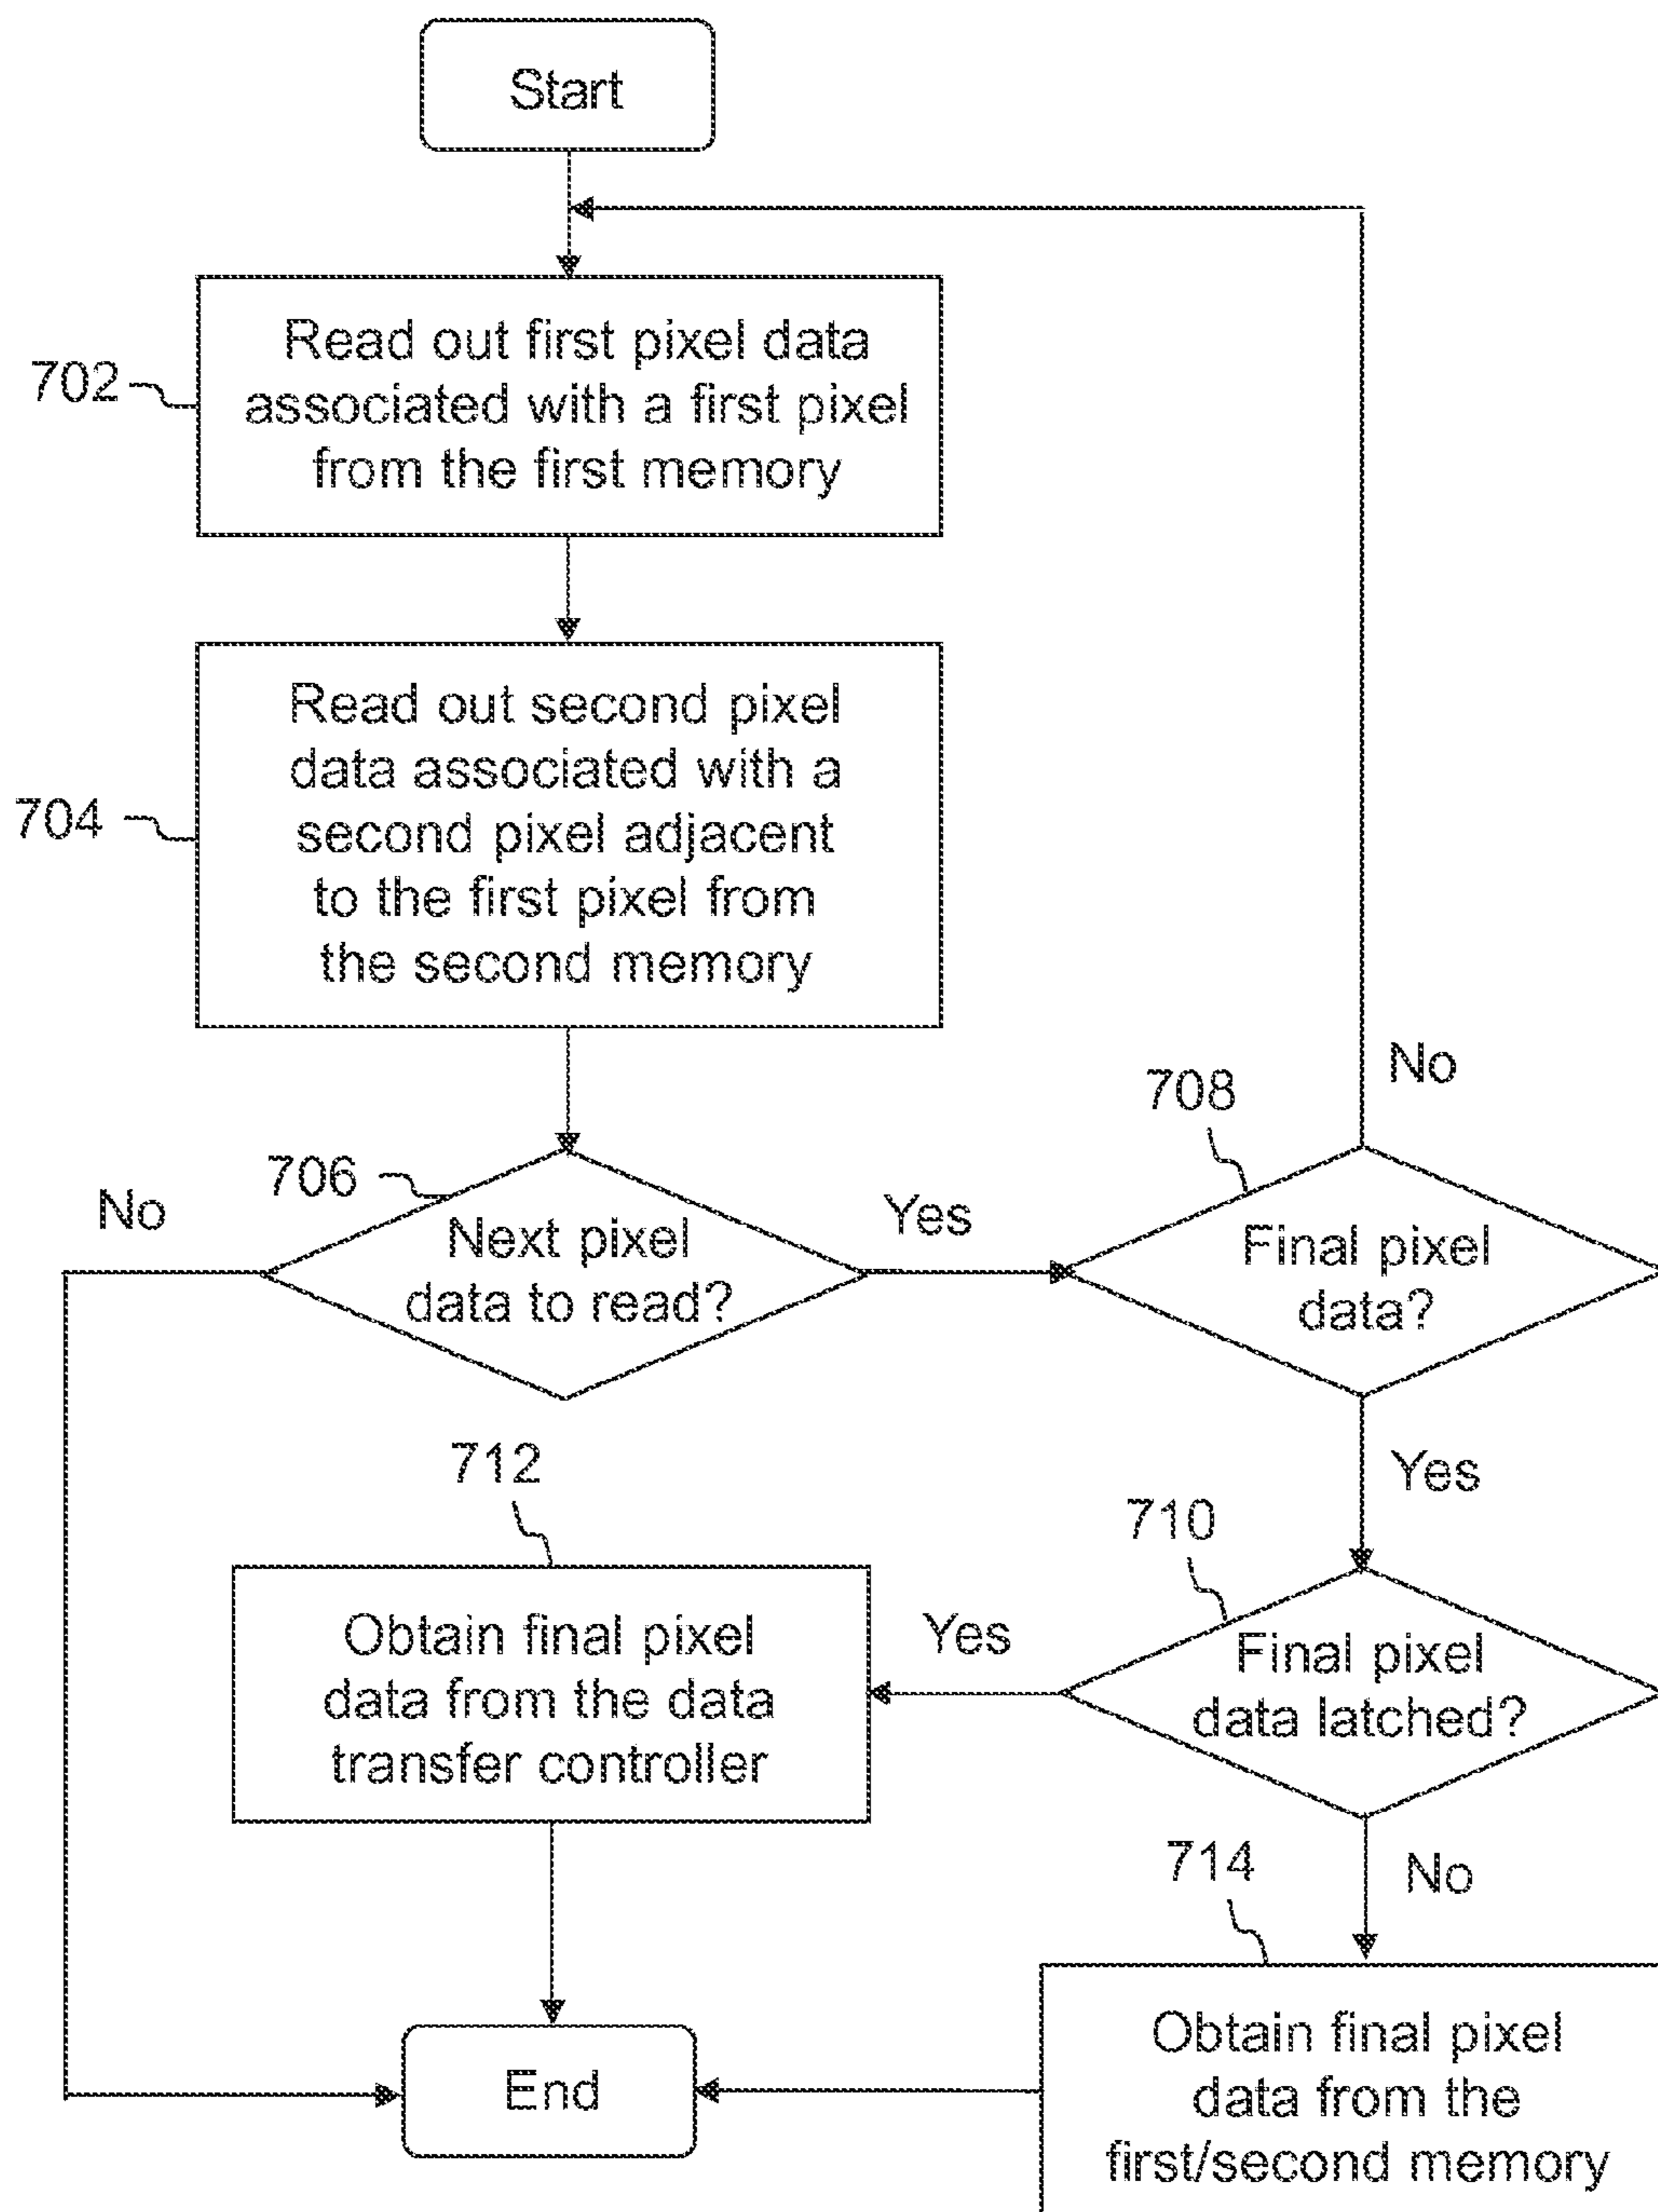 Start
702
Read out first pixel data
associated with a first pixel
from the first memory
704
Read out second pixel
data associated with a
second pixel adjacent
to the first pixel from
the second memory
No
706
Next pixel
data to read?
Yes
708
No
Final pixel
data?
Yes
710
Final pixel
data latched?
Yes
712
Obtain final pixel
data from the data
transfer controller
No
714
Obtain final pixel
data from the
first/second memory
End